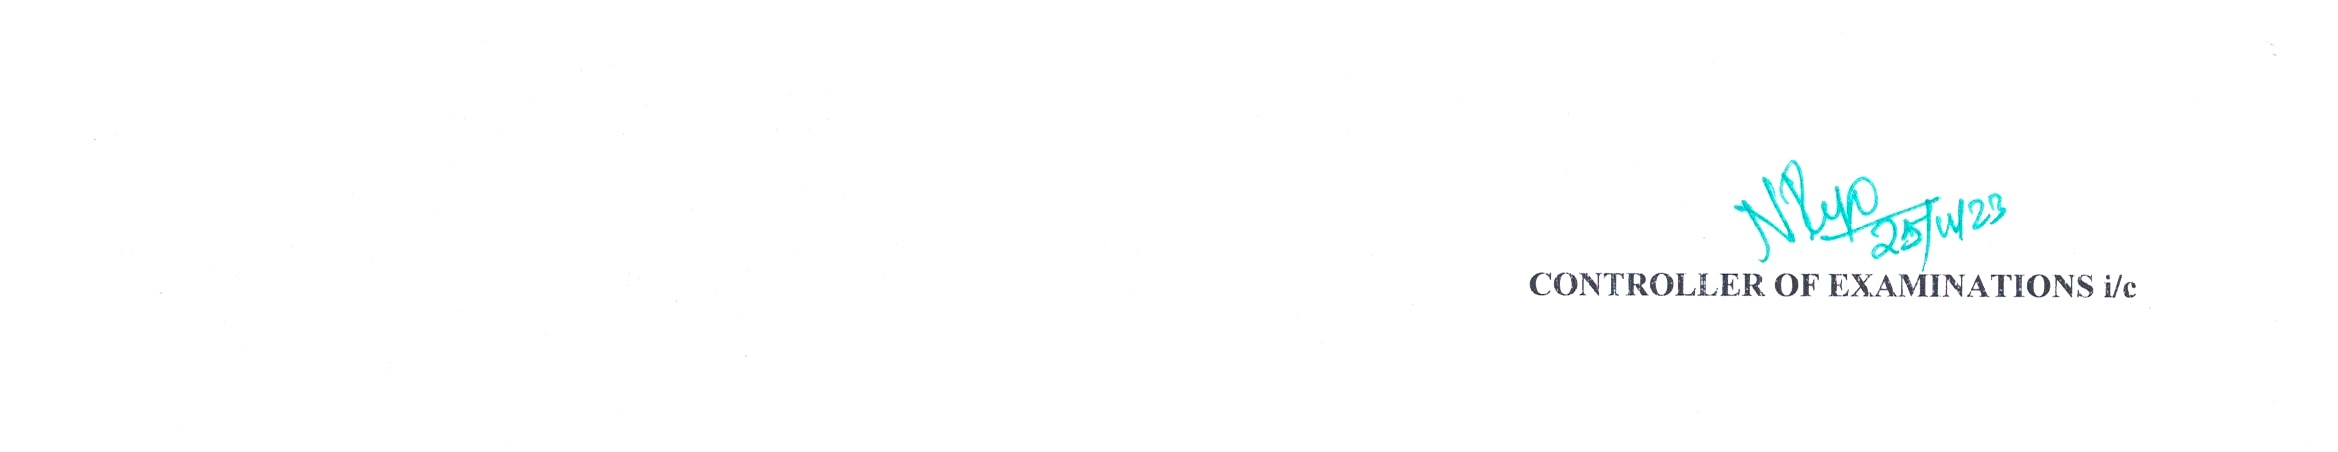 25/11/23
CONTROLLER OF EXAMINATIONS i/c